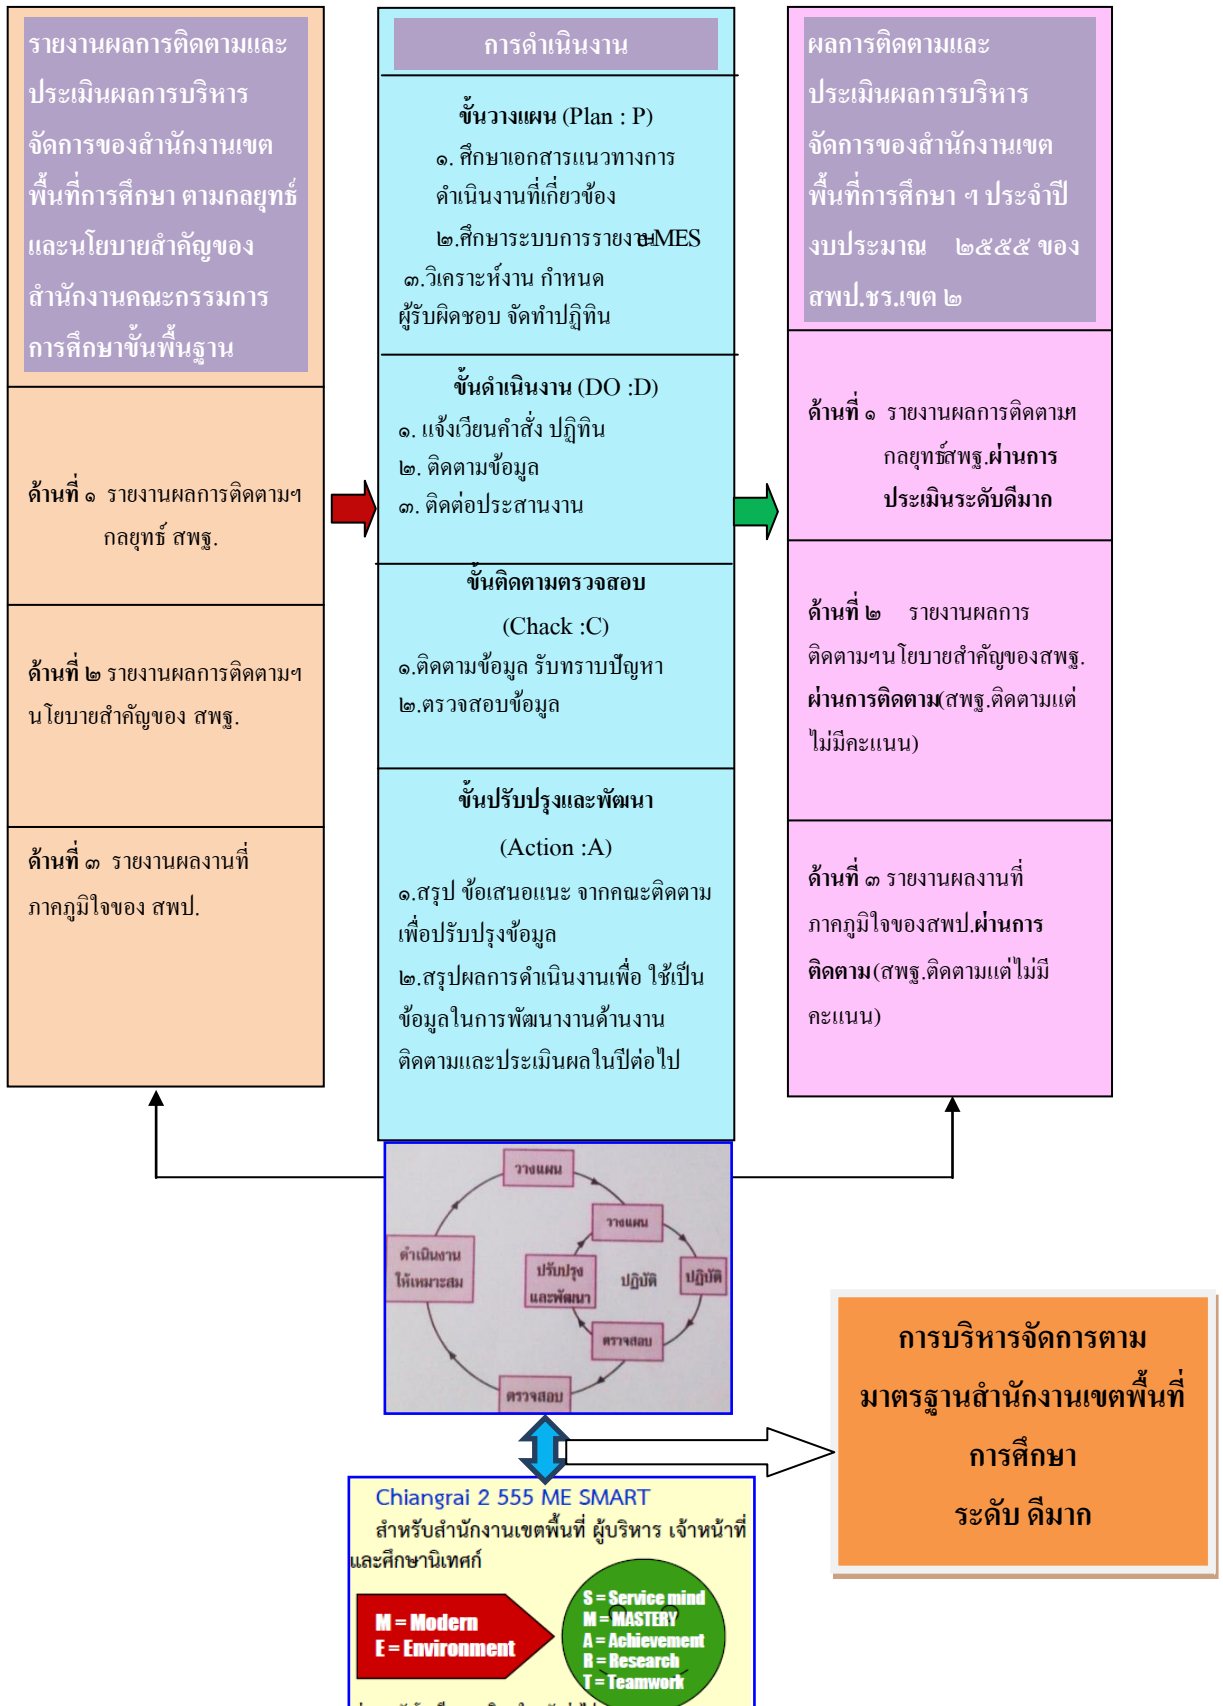 รายงานผลการติดตามและ
ประเมินผลการบริหาร
จัดการของสำนักงานเขต
พื้นที่การศึกษา ตามกลยุทธ์
และนโยบายสำคัญของ
สำนักงานคณะกรรมการ
การศึกษาขั้นพื้นฐาน
ด้านที่ ๑ รายงานผลการติดตามฯ
กลยุทธ์ สพฐ.
ด้านที่ ๒ รายงานผลการติดตามฯ
นโยบายสำคัญของ สพฐ.
ด้านที่ ๓ รายงานผลงานที่
ภาคภูมิใจของ สพป.
การดำเนินงาน
ขั้นวางแผน (Plan : P)
๑. ศึกษาเอกสารแนวทางการ
ดำเนินงานที่เกี่ยวข้อง
๒.ศึกษาระบบการรายงาน e-MES
๓.วิเคราะห์งาน กำหนด
ผู้รับผิดชอบ จัดทำปฏิทิน
ขั้นดำเนินงาน (DO :D)
๑. แจ้งเวียนคำสั่ง ปฏิทิน
๒. ติดตามข้อมูล
๓. ติดต่อประสานงาน
ขั้นติดตามตรวจสอบ
(Chack :C)
๑.ติดตามข้อมูล รับทราบปัญหา
๒.ตรวจสอบข้อมูล
ขั้นปรับปรุงและพัฒนา
(Action :A)
๑.สรุป ข้อเสนอแนะ จากคณะติดตาม
เพื่อปรับปรุงข้อมูล
๒.สรุปผลการดำเนินงานเพื่อ ใช้เป็น
ข้อมูลในการพัฒนางานด้านงาน
ติดตามและประเมินผลในปีต่อไป
ผลการติดตามและ
ประเมินผลการบริหาร
จัดการของสำนักงานเขต
พื้นที่การศึกษา ฯ ประจำปี
งบประมาณ ๒๕๕๕ ของ
สพป.ชร.เขต ๒
ด้านที่ ๑ รายงานผลการติดตามฯ
กลยุทธ์สพฐ.ผ่านการ
ประเมินระดับดีมาก
ด้านที่ ๒ รายงานผลการ
ติดตามฯนโยบายสำคัญของสพฐ.
ผ่านการติดตาม(สพฐ.ติดตามแต่
ไม่มีคะแนน)
ด้านที่ ๓ รายงานผลงานที่
ภาคภูมิใจของสพป.ผ่านการ
ติดตาม(สพฐ.ติดตามแต่ไม่มี
คะแนน)
วางแผน
วางแผน
ดำเนินงาน
ให้เหมาะสม
ปรับปรุง
และพัฒนา
ปฏิบัติ
ปฏิบัติ
ตรวจสอบ
ตรวจสอบ
การบริหารจัดการตาม
มาตรฐานสำนักงานเขตพื้นที่
การศึกษา
ระดับ ดีมาก
Chiangrai 2 555 ME SMART
สำหรับสำนักงานเขตพื้นที่ ผู้บริหาร เจ้าหน้าที่
และศึกษานิเทศก์
M = Modern
E = Environment
S = Service mind
M = MASTERY
A = Achievement
R = Research
T = Teamwork